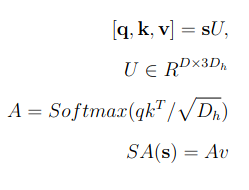 [q, k, v] = sU,
U ∈ R^{D×3D_h}
A = Softmax(qk^T/√D_h)
SA(s) = Av